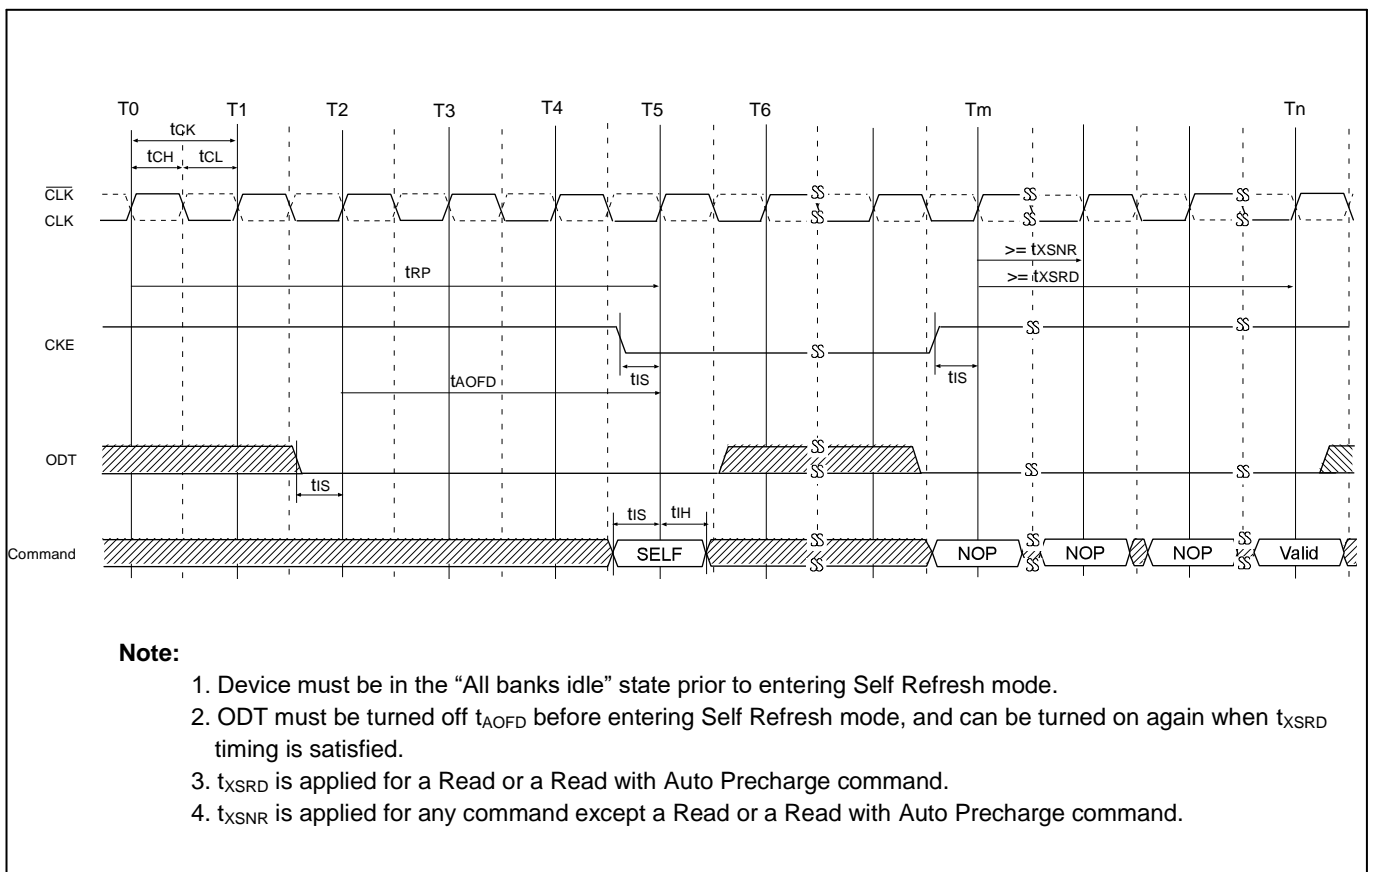 T0 T1 T2 T3 T4 T5 T6 Tm Tn
tCK
tCH tCL
CLK
CLK
>= tXSNR
tRP
>= tXSRD
CKE
tIS
tIS
tAOFD
ODT
tIS
tIS tIH
Command
SELF NOP NOP NOP Valid
Note:
1. Device must be in the “All banks idle” state prior to entering Self Refresh mode.
2. ODT must be turned off tAOFD before entering Self Refresh mode, and can be turned on again when tXSRD
timing is satisfied.
3. tXSRD is applied for a Read or a Read with Auto Precharge command.
4. tXSNR is applied for any command except a Read or a Read with Auto Precharge command.